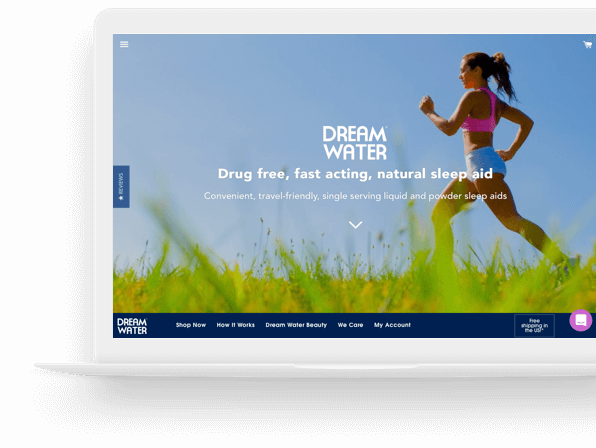 ★ REVIEWS
DREAM
WATER
Drug free, fast acting, natural sleep aid
Convenient, travel-friendly, single serving liquid and powder sleep aids
DREAM
WATER
Shop Now How It Works Dream Water Beauty We Care My Account
Free
shipping in
the US!*